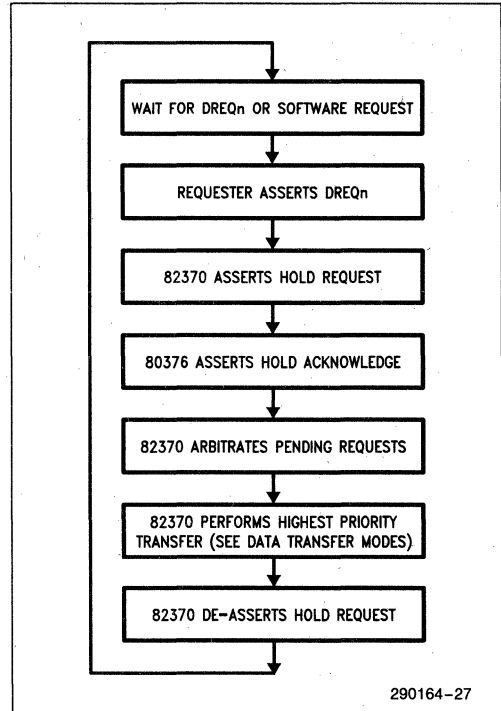 WAIT FOR DREQn OR SOFTWARE REQUEST
REQUESTER ASSERTS DREQn
82370 ASSERTS HOLD REQUEST
80376 ASSERTS HOLD ACKNOWLEDGE
82370 ARBITRATES PENDING REQUESTS
82370 PERFORMS HIGHEST PRIORITY
TRANSFER (SEE DATA TRANSFER MODES)
82370 DE-ASSERTS HOLD REQUEST
290164-27